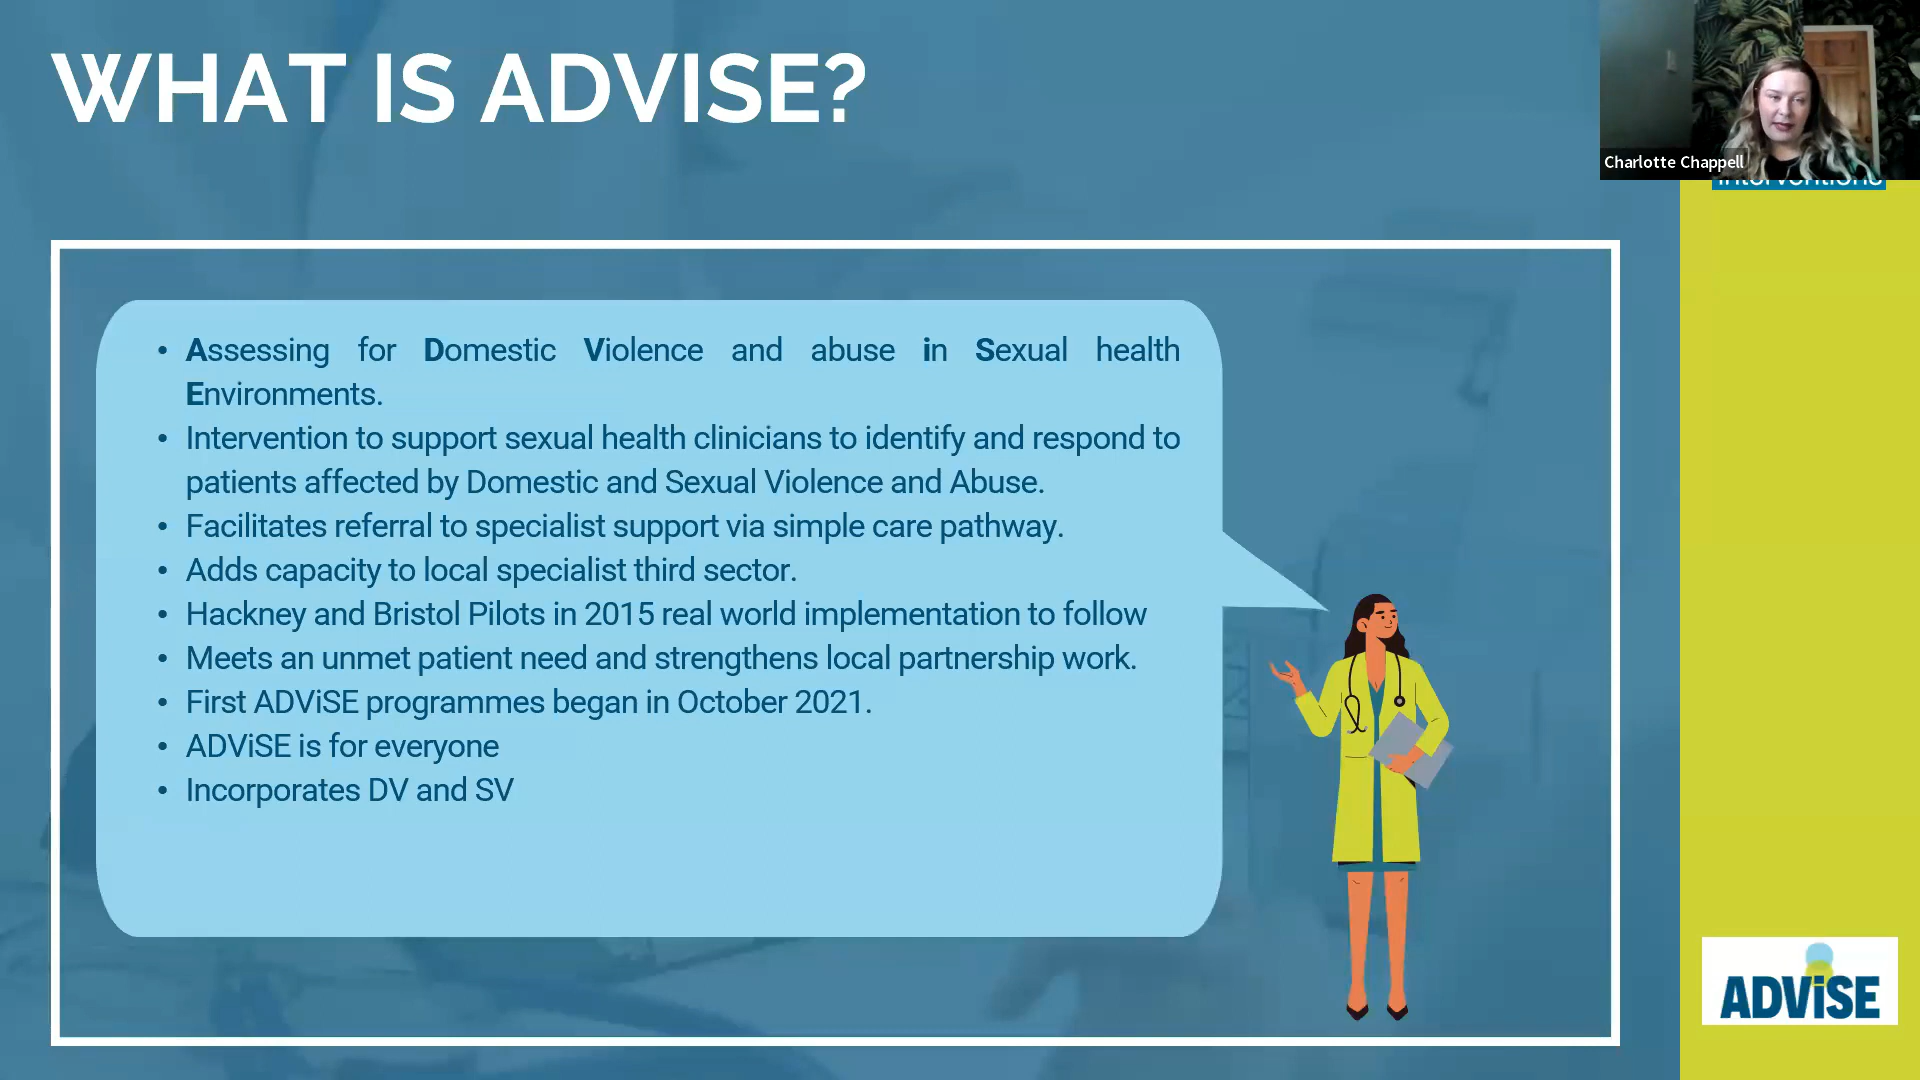 WHAT IS ADVISE?
Charlotte Chappell
• Assessing for Domestic Violence and abuse in Sexual health
Environments.
• Intervention to support sexual health clinicians to identify and respond to
patients affected by Domestic and Sexual Violence and Abuse.
• Facilitates referral to specialist support via simple care pathway.
• Adds capacity to local specialist third sector.
• Hackney and Bristol Pilots in 2015 real world implementation to follow
• Meets an unmet patient need and strengthens local partnership work.
• First ADViSE programmes began in October 2021.
• ADViSE is for everyone
• Incorporates DV and SV
ADViSE